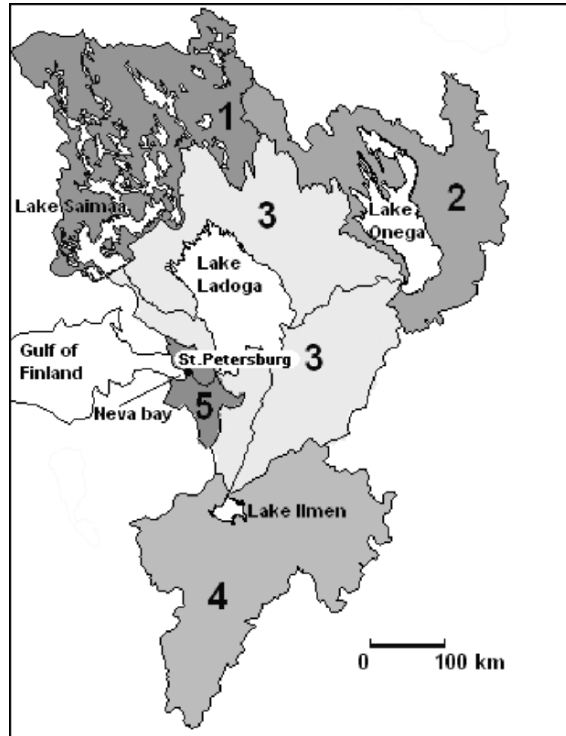 1
2
3
Lake Saimaa
Lake
Onega
Lake
Ladoga
Gulf of
Finland
St.Petersburg
3
Neva bay
5
Lake Ilmen
4
0 100 km